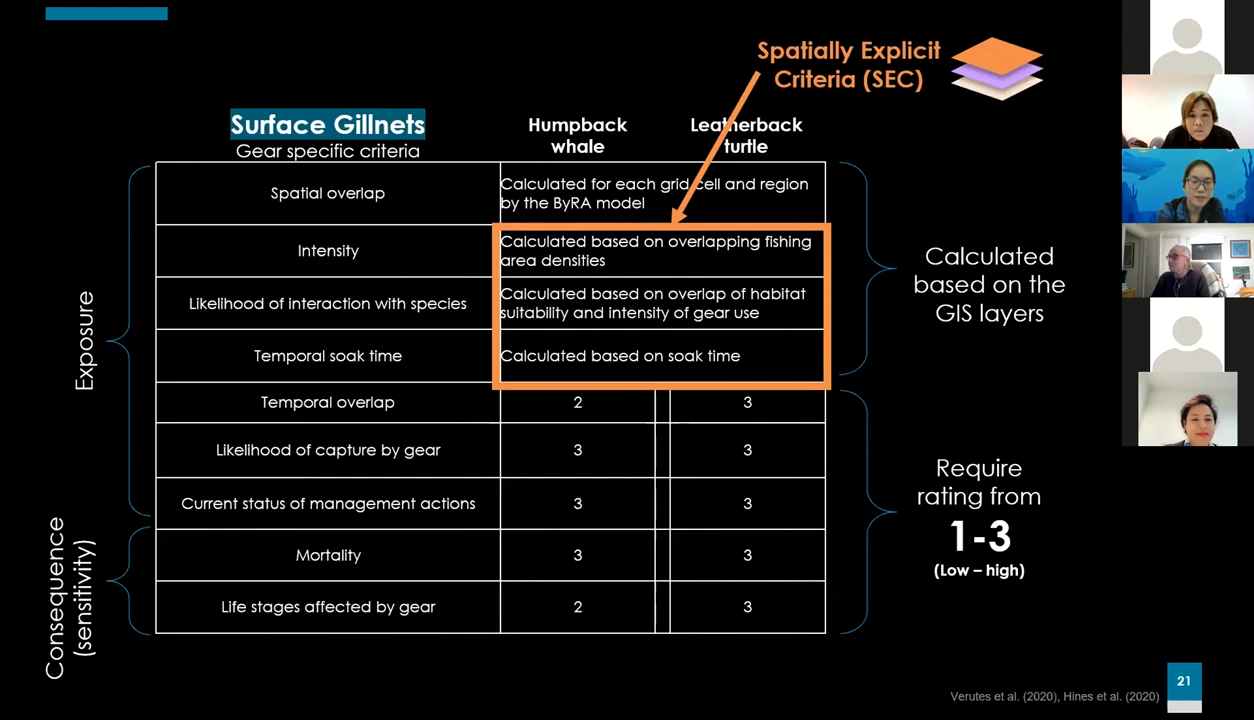 Spatially Explicit
Criteria (SEC)
Surface Gillnets
Gear specific criteria
Humpback
whale
Leatherback
turtle
Spatial overlap
Calculated for each grid cell and region
by the ByRA model
Intensity
Calculated based on overlapping fishing
area densities
Likelihood of interaction with species
Calculated based on overlap of habitat
suitability and intensity of gear use
Temporal soak time
Calculated based on soak time
Temporal overlap
2
3
Likelihood of capture by gear
3
3
Current status of management actions
3
3
Mortality
3
3
Life stages affected by gear
2
3
Exposure
Consequence
(sensitivity)
Calculated
based on the
GIS layers
Require
rating from
1-3
(Low – high)
Verutes et al. (2020), Hines et al. (2020)
21